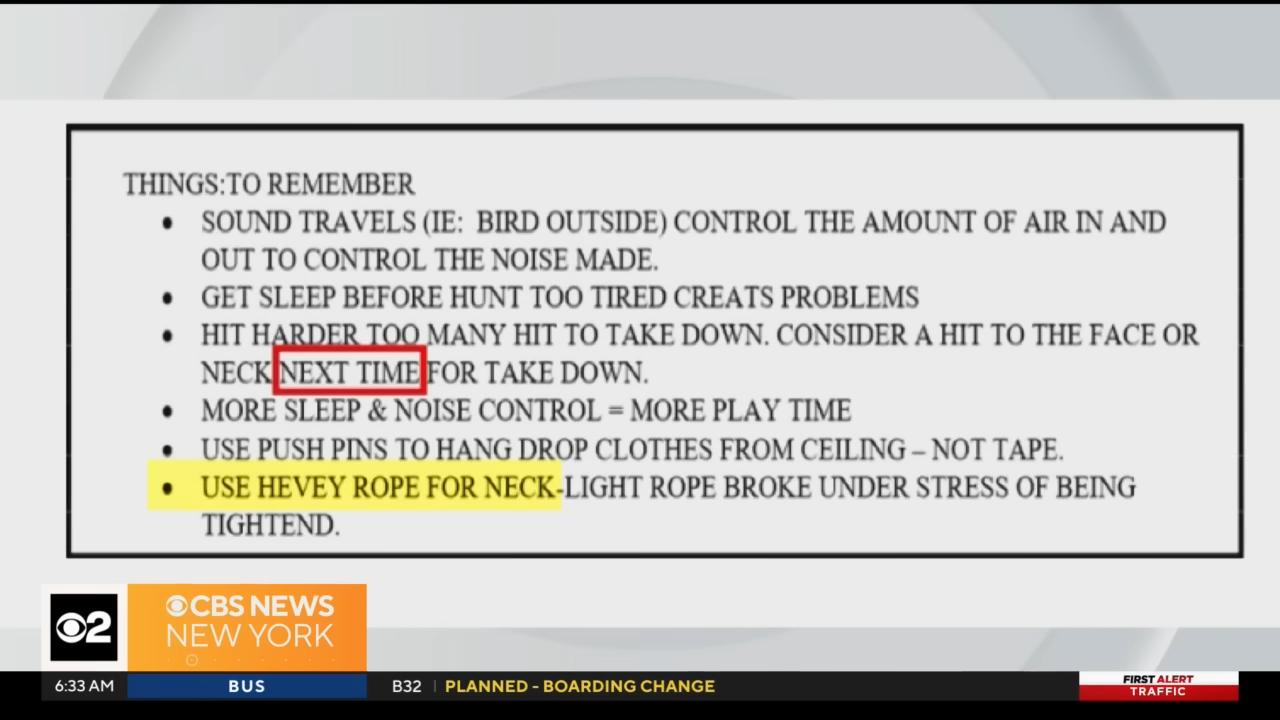 THINGS:TO REMEMBER
• SOUND TRAVELS (IE: BIRD OUTSIDE) CONTROL THE AMOUNT OF AIR IN AND
OUT TO CONTROL THE NOISE MADE.
• GET SLEEP BEFORE HUNT TOO TIRED CREATS PROBLEMS
• HIT HARDER TOO MANY HIT TO TAKE DOWN. CONSIDER A HIT TO THE FACE OR
NECK NEXT TIME FOR TAKE DOWN.
• MORE SLEEP & NOISE CONTROL = MORE PLAY TIME
• USE PUSH PINS TO HANG DROP CLOTHES FROM CEILING – NOT TAPE.
• USE HEVEY ROPE FOR NECK-LIGHT ROPE BROKE UNDER STRESS OF BEING
TIGHTEND.
2
CBS NEWS
NEW YORK
6:33 AM
BUS
B32
PLANNED - BOARDING CHANGE
FIRST ALERT
TRAFFIC